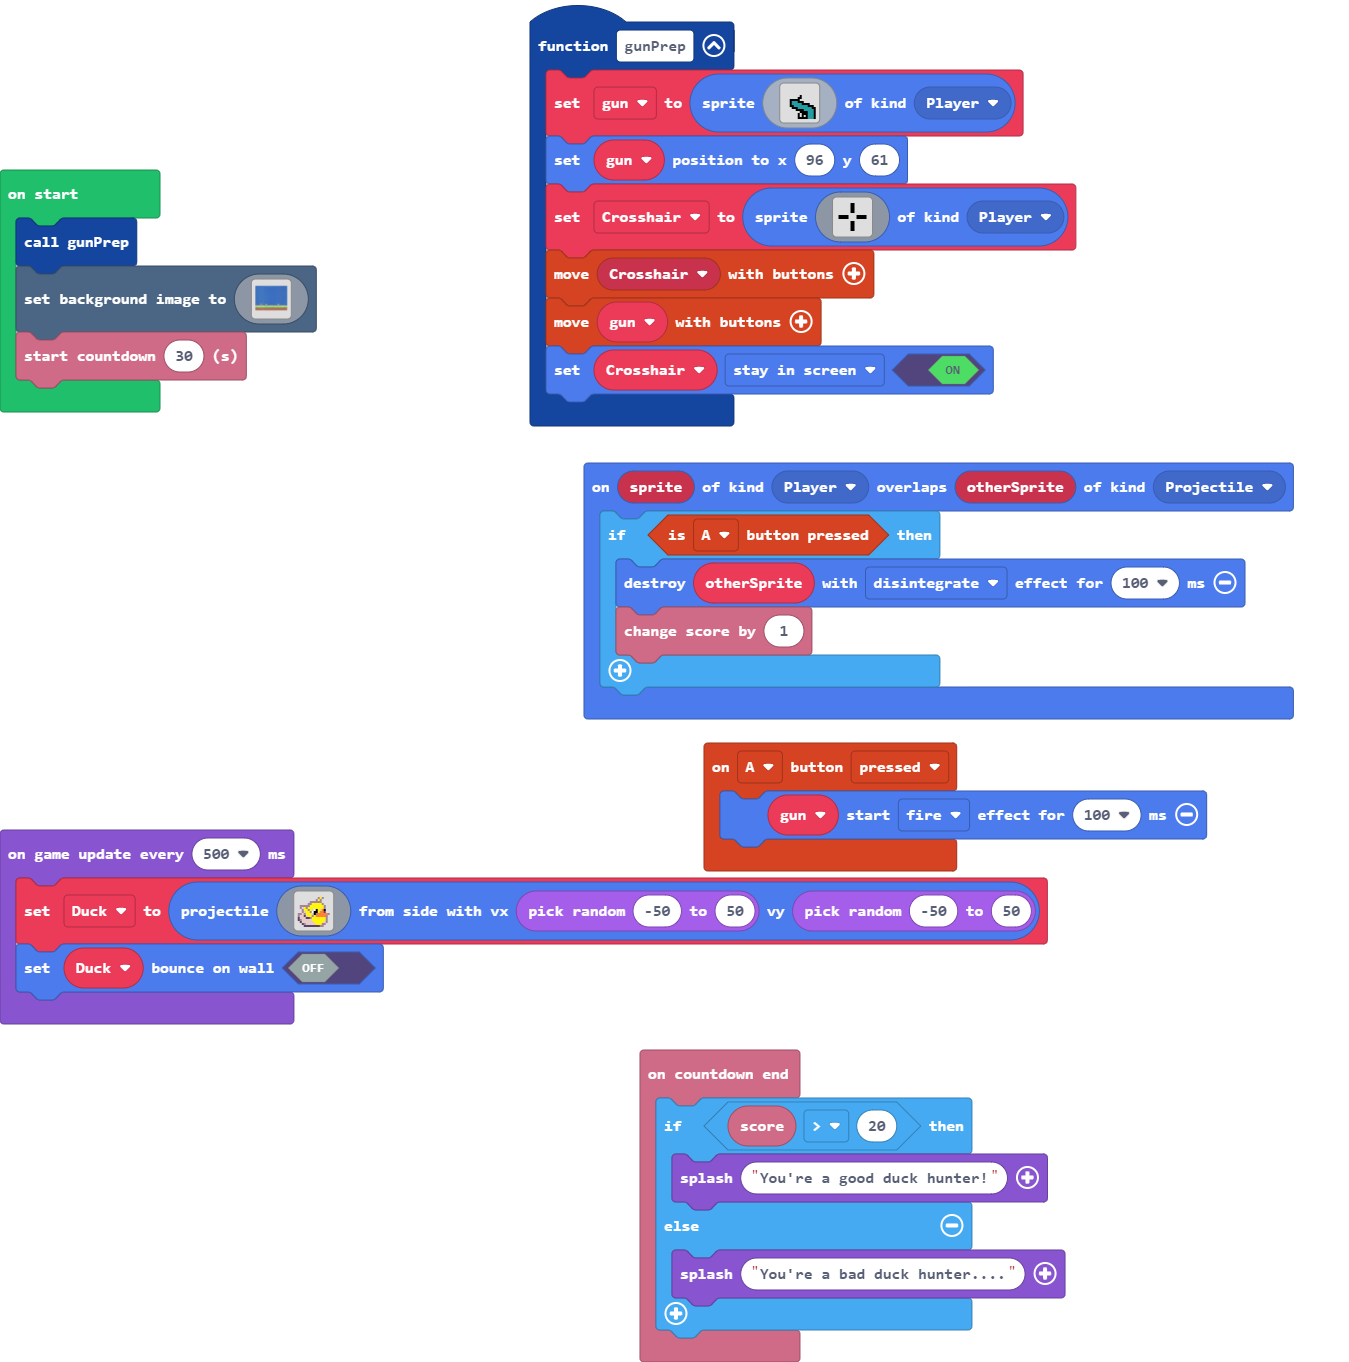 function gunPrep
set gun to sprite of kind Player
set gun position to x 96 y 61
set Crosshair to sprite of kind Player
move Crosshair with buttons
move gun with buttons
set Crosshair stay in screen ON
on start
call gunPrep
set background image to
start countdown 30 (s)
on sprite of kind Player overlaps otherSprite of kind Projectile
if is A button pressed then
destroy otherSprite with disintegrate effect for 100 ms
change score by 1
on A button pressed
gun start fire effect for 100 ms
on game update every 500 ms
set Duck to projectile from side with vx pick random -50 to 50 vy pick random -50 to 50
set Duck bounce on wall OFF
on countdown end
if score > 20 then
splash "You're a good duck hunter!"
else
splash "You're a bad duck hunter...."